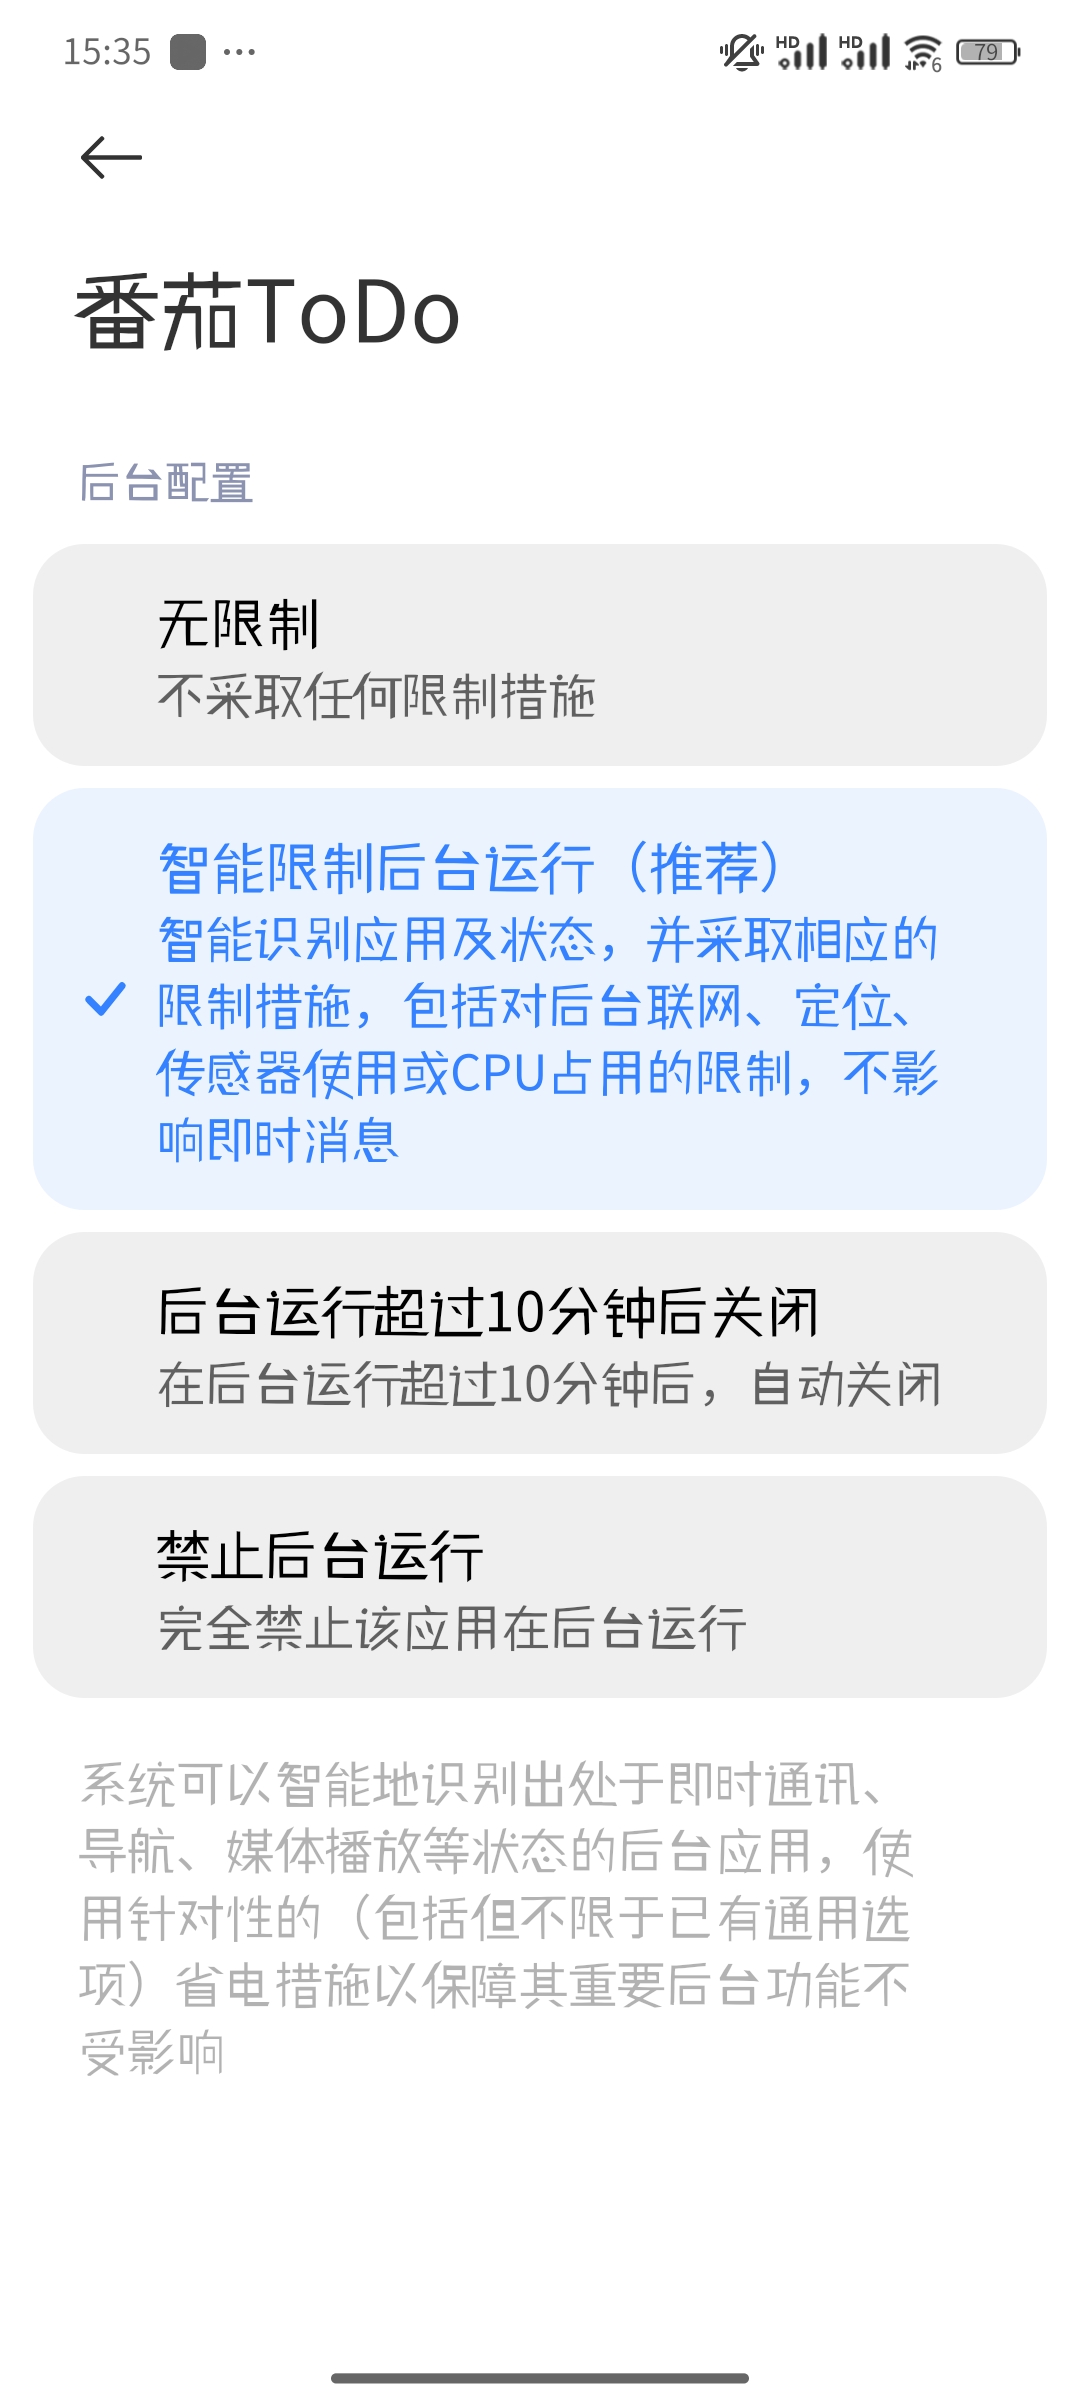 15:35
HD HD 6 79
番茄ToDo
后台配置
无限制
不采取任何限制措施
智能限制后台运行（推荐）
智能识别应用及状态，并采取相应的
限制措施，包括对后台联网、定位、
传感器使用或CPU占用的限制，不影
响即时消息
后台运行超过10分钟后关闭
在后台运行超过10分钟后，自动关闭
禁止后台运行
完全禁止该应用在后台运行
系统可以智能地识别出处于即时通讯、
导航、媒体播放等状态的后台应用，使
用针对性的（包括但不限于已有通用选
项）省电措施以保障其重要后台功能不
受影响